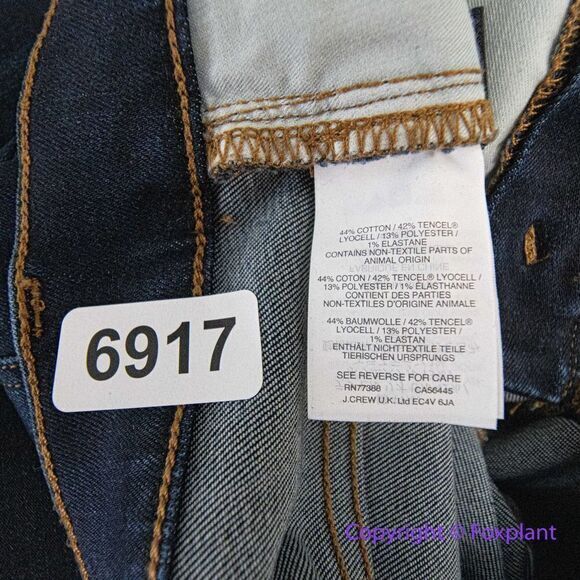 44% COTTON / 42% TENCEL®
LYOCELL / 13% POLYESTER /
1% ELASTANE
CONTAINS NON-TEXTILE PARTS OF
ANIMAL ORIGIN
44% COTON / 42% TENCEL® LYOCELL /
13% POLYESTER / 1% ÉLASTHANNE
CONTIENT DES PARTIES
NON-TEXTILES D'ORIGINE ANIMALE
44% BAUMWOLLE / 42% TENCEL®
LYOCELL / 13% POLYESTER /
1% ELASTAN
ENTHÄLT NICHTTEXTILE TEILE
TIERISCHEN URSPRUNGS
SEE REVERSE FOR CARE
RN77388 CA56445
J.CREW U.K. Ltd EC4V 6JA
6917
Copyright © Foxplant